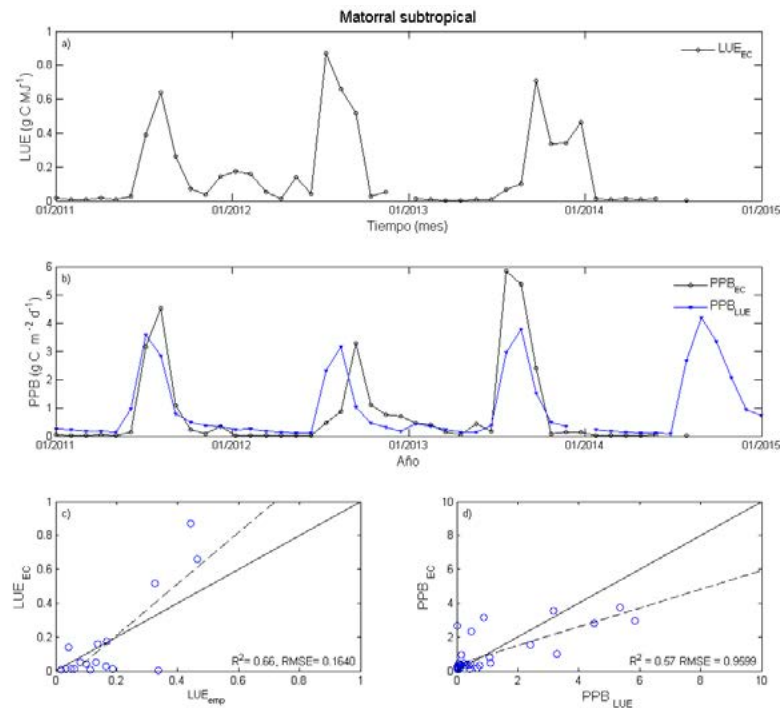 Matorral subtropical
a)
LUE_EC
LUE (g C MJ⁻¹)
1
0.8
0.6
0.4
0.2
0
01/2011 01/2012 01/2013 01/2014 01/2015
Tiempo (mes)
b)
PPB_EC
PPB_LUE
PPB (g C m⁻² d⁻¹)
6
5
4
3
2
1
0
01/2011 01/2012 01/2013 01/2014 01/2015
Año
c)
LUE_EC
1
0.8
0.6
0.4
0.2
0
R²= 0.66, RMSE= 0.1640
0 0.2 0.4 0.6 0.8 1
LUE_emp
d)
PPB_EC
10
8
6
4
2
0
R² = 0.57 RMSE = 0.9599
0 2 4 6 8 10
PPB_LUE